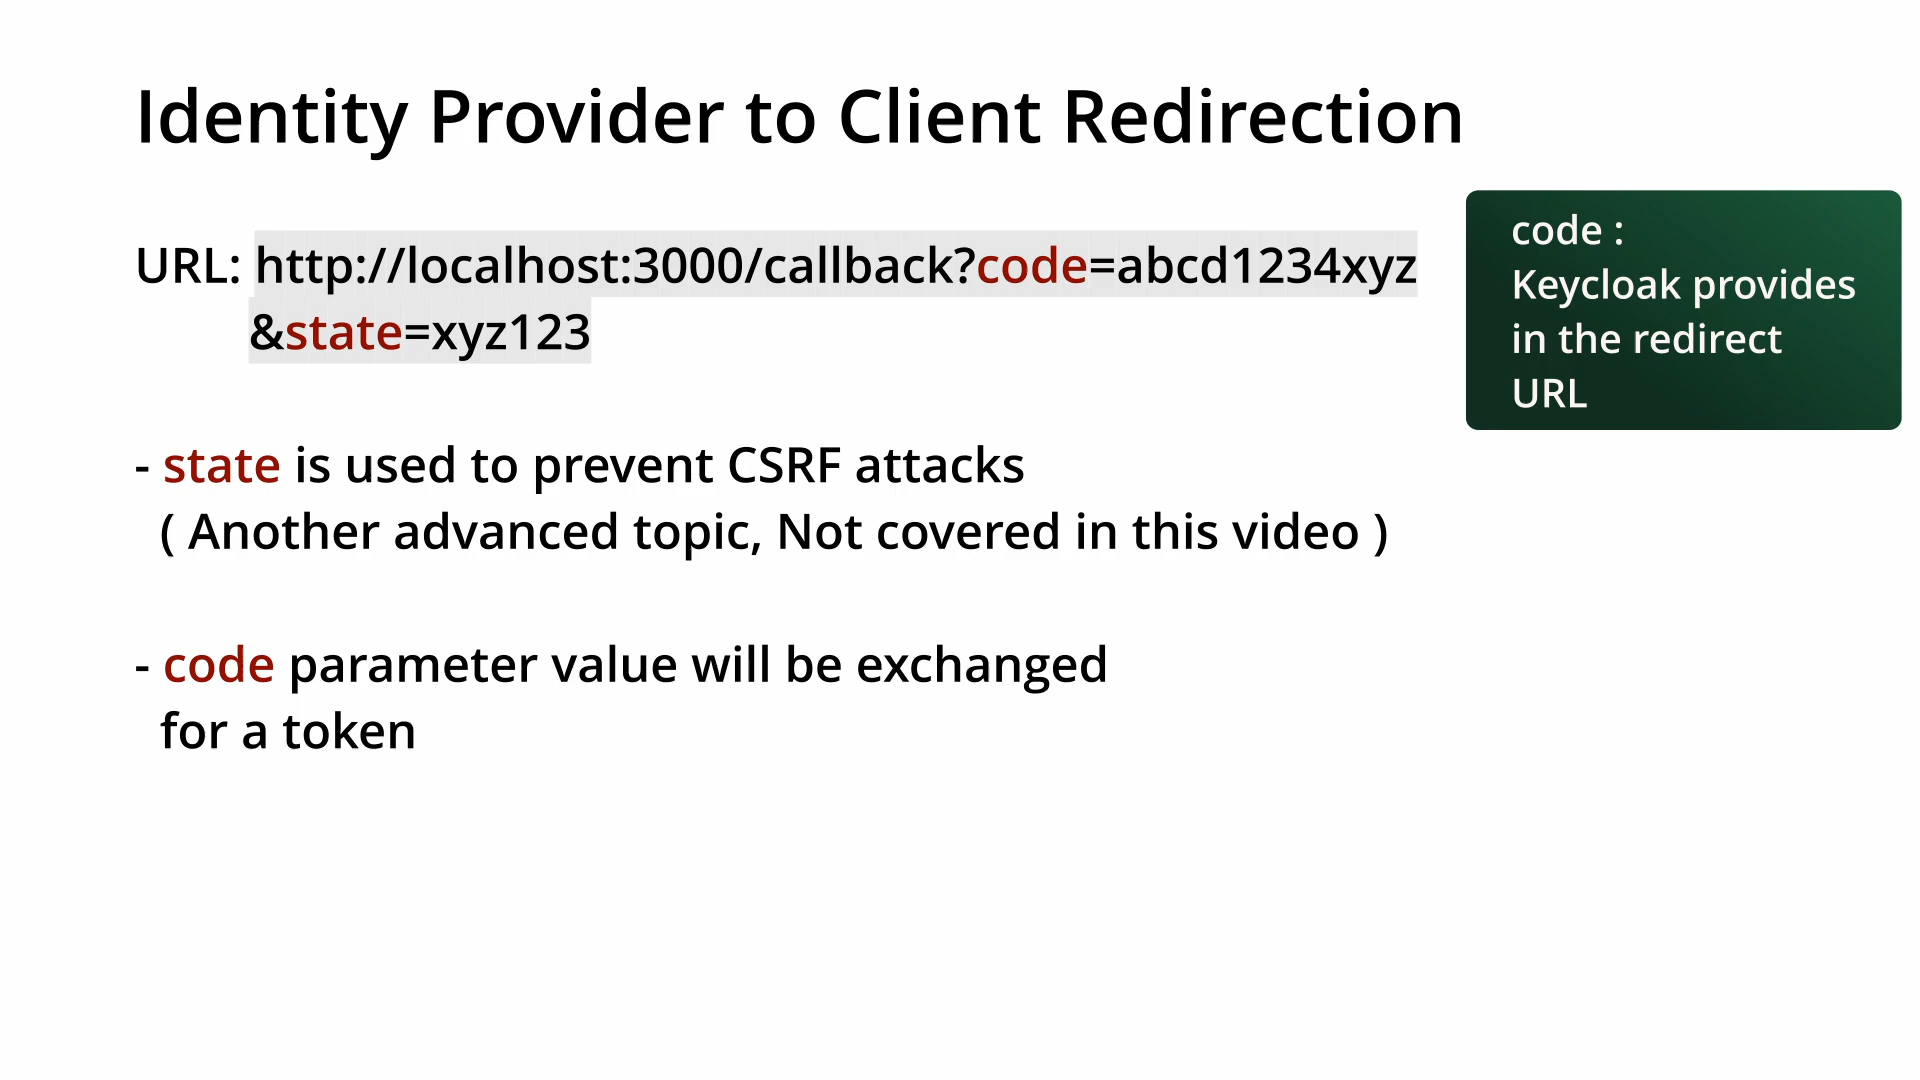 Identity Provider to Client Redirection
URL: http://localhost:3000/callback?code=abcd1234xyz
&state=xyz123
code :
Keycloak provides
in the redirect
URL
- state is used to prevent CSRF attacks
( Another advanced topic, Not covered in this video )
- code parameter value will be exchanged
for a token